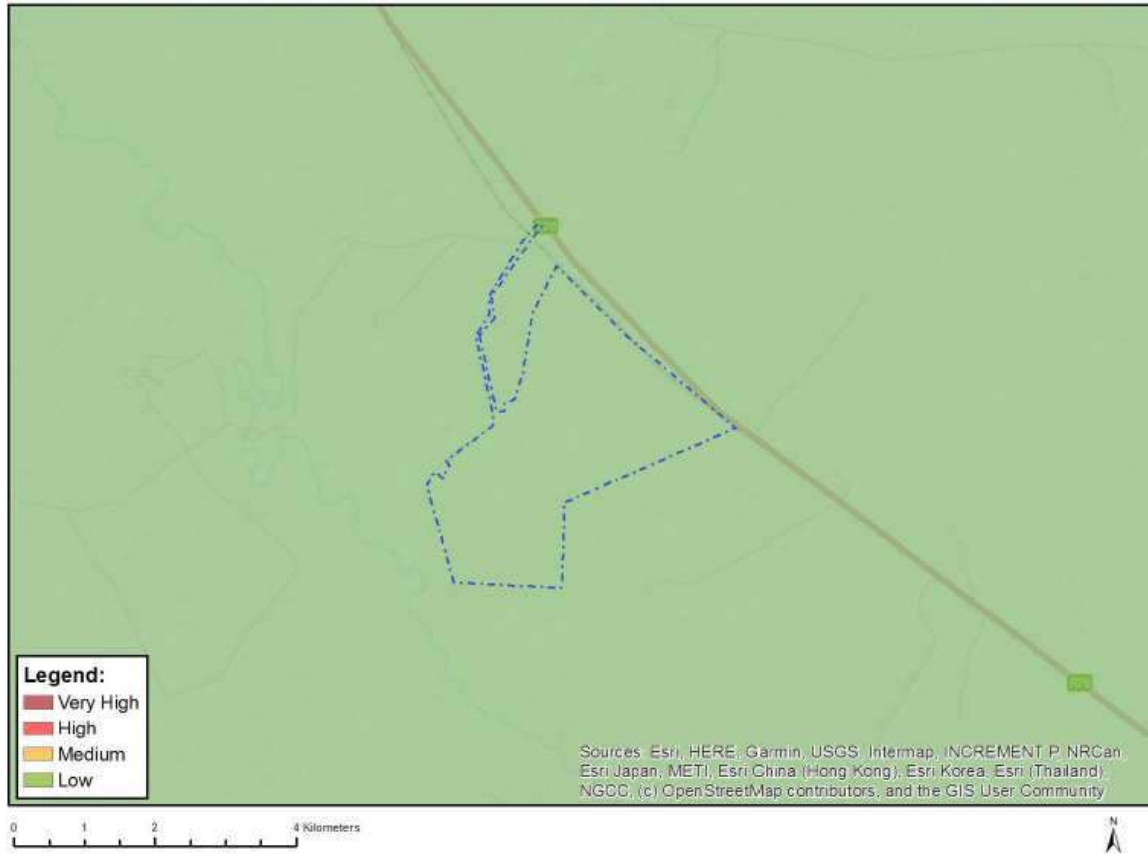 Legend:
Very High
High
Medium
Low
Sources: Esri, HERE, Garmin, USGS, Intermap, INCREMENT P, NRCan,
Esri Japan, METI, Esri China (Hong Kong), Esri Korea, Esri (Thailand),
NGCC, (c) OpenStreetMap contributors, and the GIS User Community
0 1 2 4 Kilometers
N